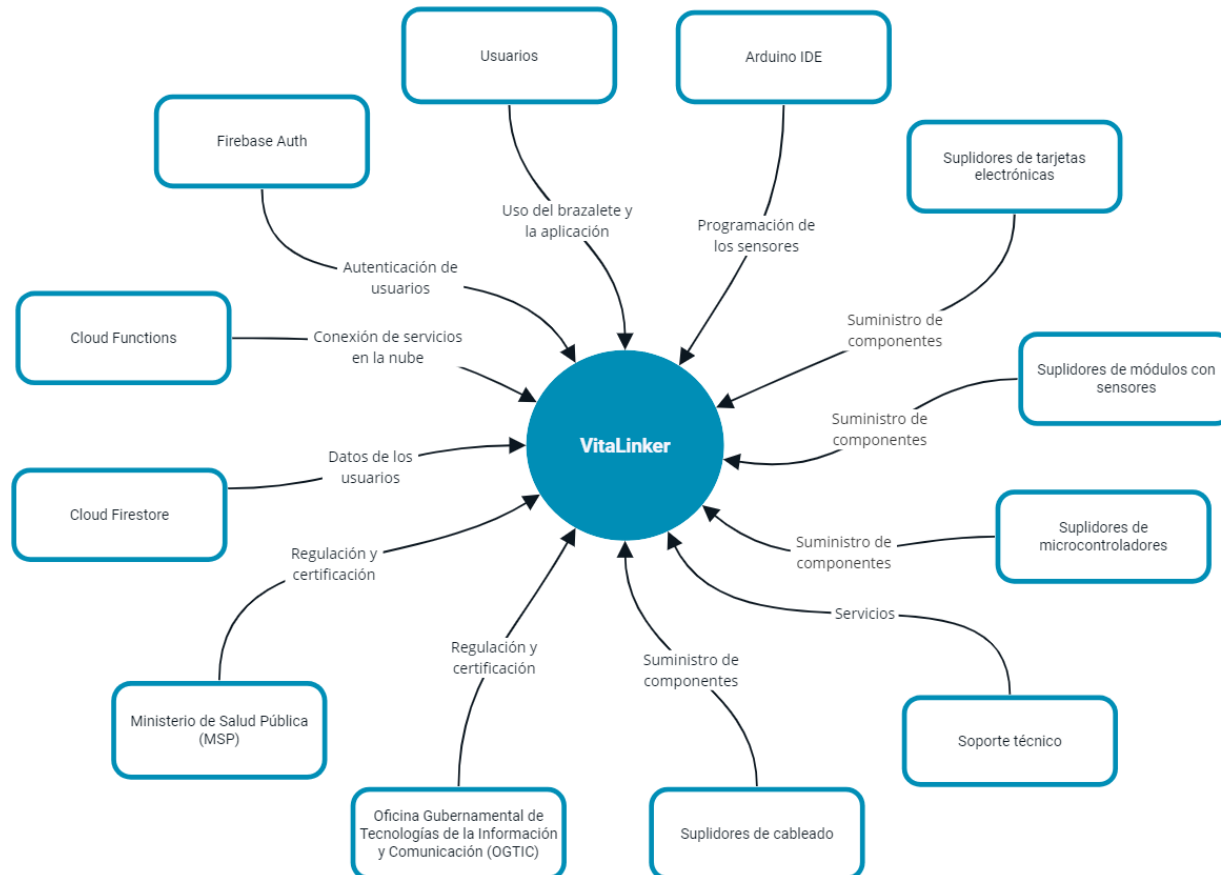 Usuarios
Arduino IDE
Firebase Auth
Suplidores de tarjetas
electrónicas
Uso del brazalete y
la aplicación
Programación de
los sensores
Autenticación de
usuarios
Cloud Functions
Conexión de servicios
en la nube
Suministro de
componentes
Suplidores de módulos con
sensores
Suministro de
componentes
VitaLinker
Datos de los
usuarios
Cloud Firestore
Suplidores de
microcontroladores
Suministro de
componentes
Regulación y
certificación
Servicios
Regulación y
certificación
Suministro de
componentes
Ministerio de Salud Pública
(MSP)
Soporte técnico
Oficina Gubernamental de
Tecnologías de la Información
y Comunicación (OGTIC)
Suplidores de cableado